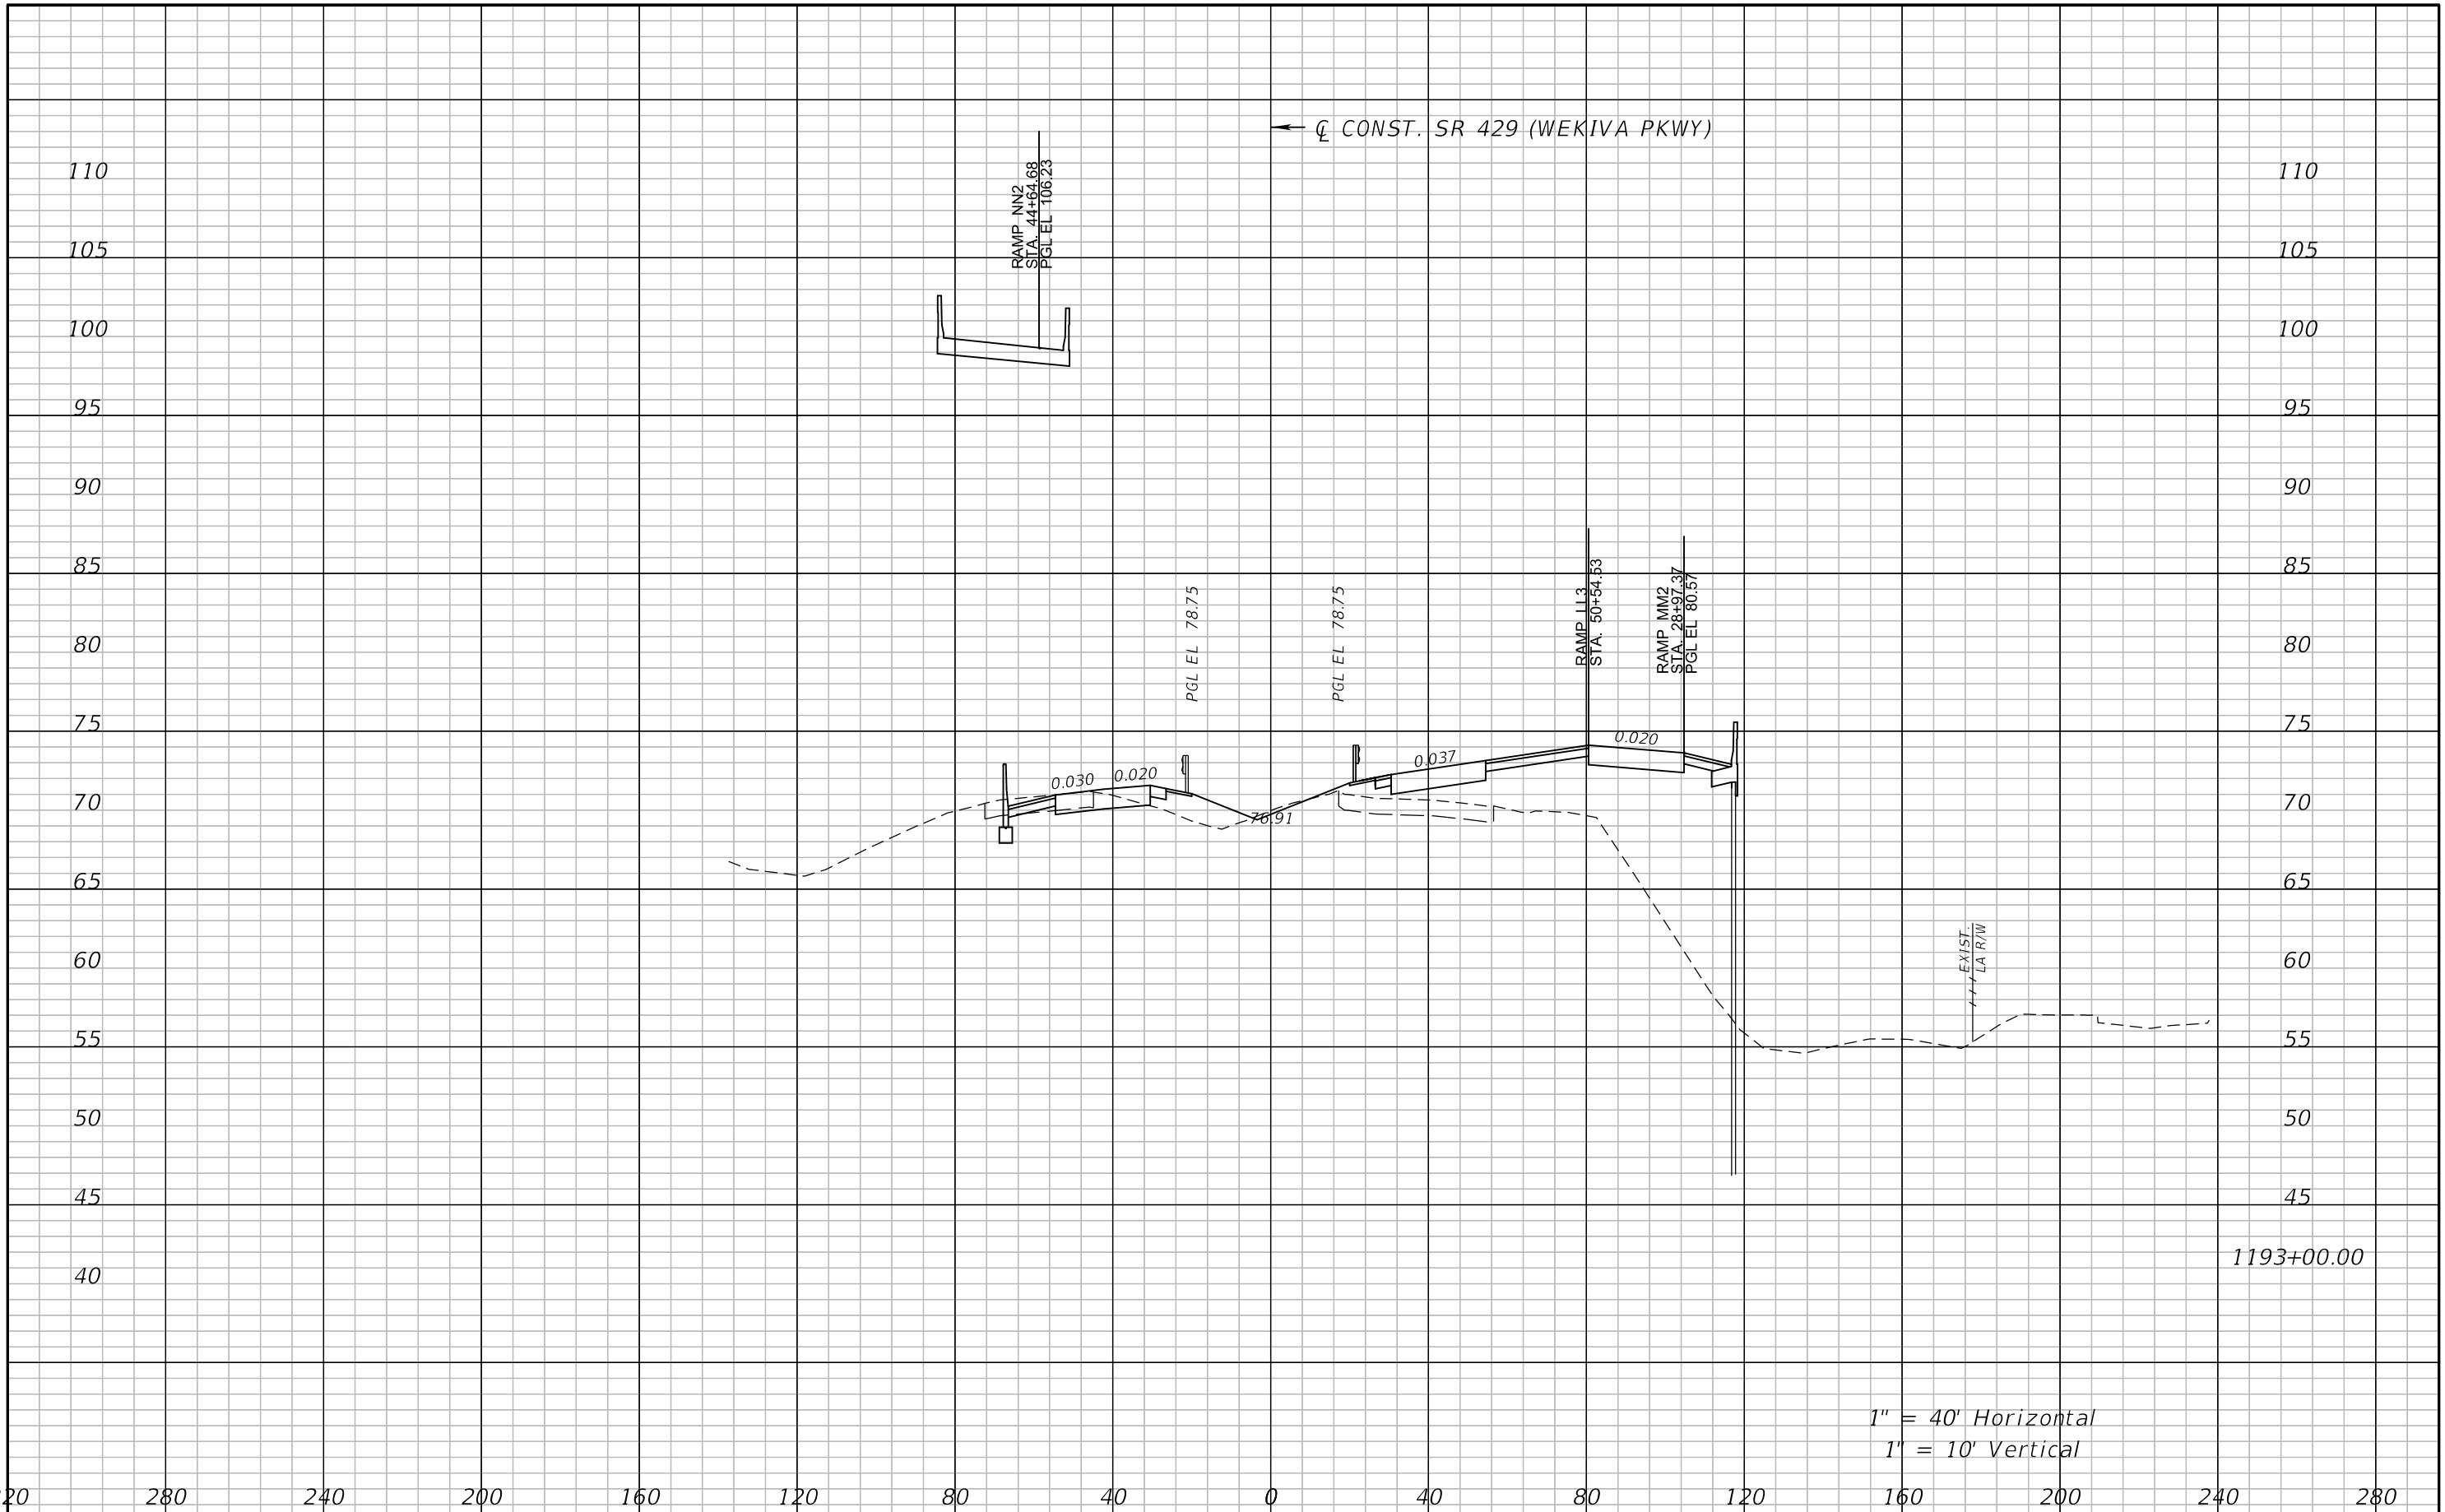 ℄ CONST. SR 429 (WEKIVA PKWY)
RAMP NN2
STA. 44+64.68
PGL EL 106.23
110
110
105
105
100
100
95
95
90
90
85
85
80
80
75
75
70
70
65
65
60
60
55
55
50
50
45
45
40
PGL EL 78.75
PGL EL 78.75
RAMP LL3
STA. 50+54.53
RAMP MM2
STA. 28+97.37
PGL EL 80.57
0.030
0.020
0.037
0.020
76.91
EXIST.
LA R/W
1193+00.00
1" = 40' Horizontal
1" = 10' Vertical
20 280 240 200 160 120 80 40 0 40 80 120 160 200 240 280